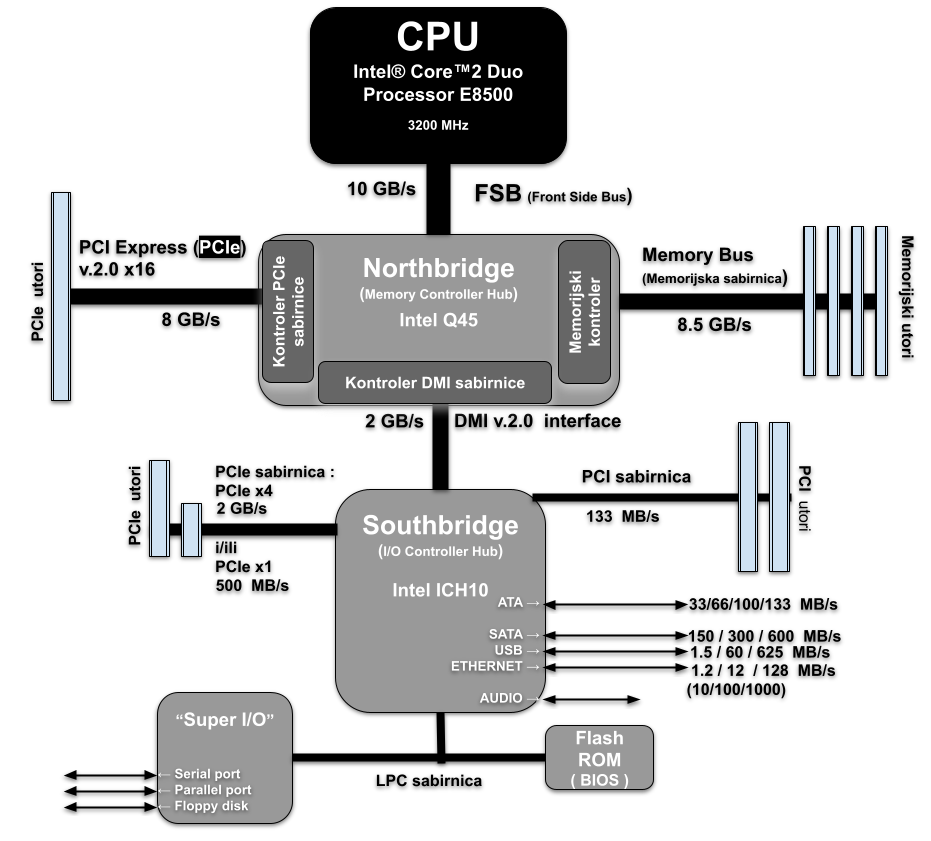 CPU
Intel® Core™2 Duo
Processor E8500
3200 MHz
10 GB/s
FSB (Front Side Bus)
PCIe utori
PCI Express (PCIe)
v.2.0 x16
8 GB/s
Kontroler PCIe
sabirnice
Northbridge
(Memory Controller Hub)
Intel Q45
Memorijski
kontroler
Kontroler DMI sabirnice
Memory Bus
(Memorijska sabirnica)
8.5 GB/s
Memorijski utori
2 GB/s
DMI v.2.0 interface
PCIe utori
PCIe sabirnica :
PCIe x4
2 GB/s
i/ili
PCIe x1
500 MB/s
Southbridge
(I/O Controller Hub)
Intel ICH10
PCI sabirnica
133 MB/s
PCI utori
ATA → 33/66/100/133 MB/s
SATA → 150 / 300 / 600 MB/s
USB → 1.5 / 60 / 625 MB/s
ETHERNET → 1.2 / 12 / 128 MB/s
(10/100/1000)
AUDIO →
“Super I/O”
← Serial port
← Parallel port
← Floppy disk
LPC sabirnica
Flash
ROM
( BIOS )